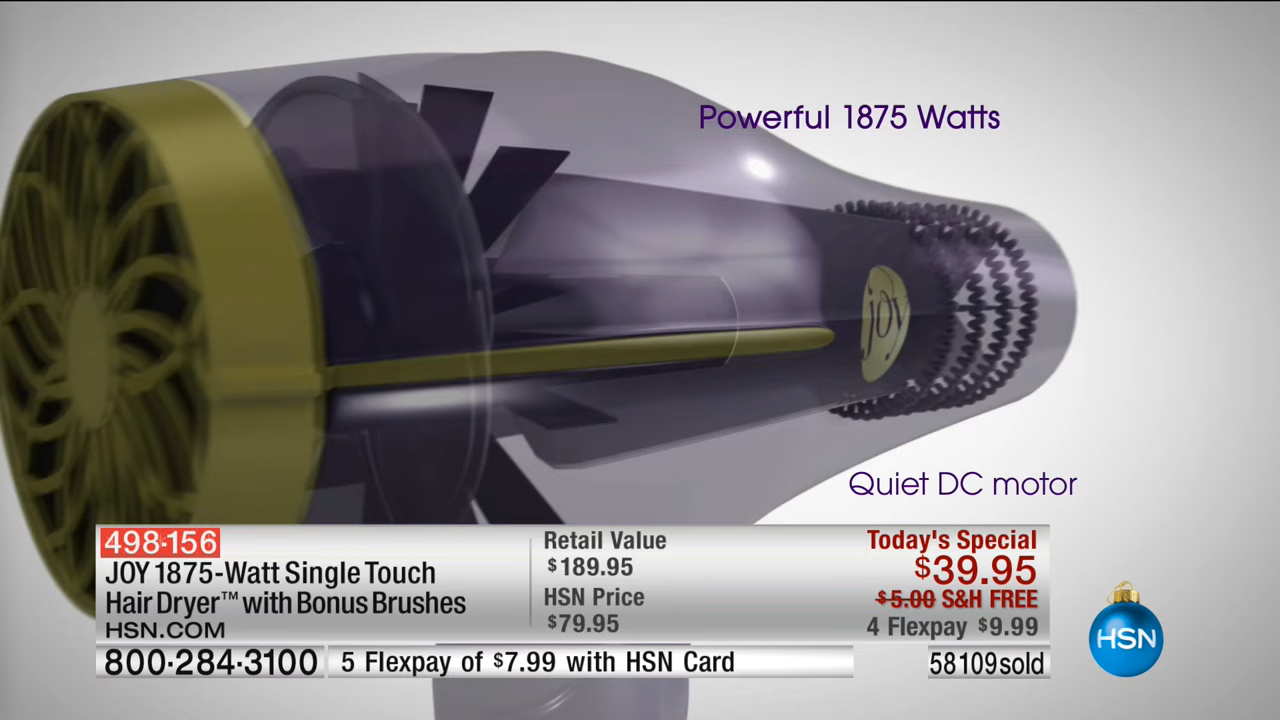 Powerful 1875 Watts
joy
Quiet DC motor
498-156
JOY 1875-Watt Single Touch
Hair Dryer™ with Bonus Brushes
HSN.COM
Retail Value
$189.95
HSN Price
$79.95
Today's Special
$39.95
$5.00 S&H FREE
4 Flexpay $9.99
HSN
800·284·3100
5 Flexpay of $7.99 with HSN Card
58109 sold